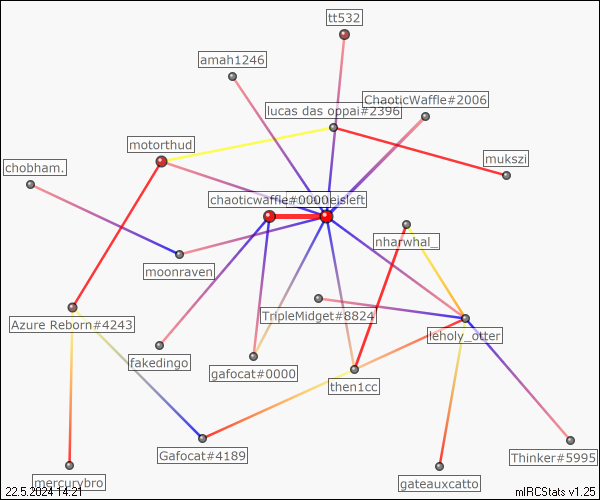 tt532
amah1246
ChaoticWaffle#2006
lucas das oppai#2396
motorthud
mukszi
chobham.
chaoticwaffle#0000
eisleft
nharwhal_
moonraven
TripleMidget#8824
Azure Reborn#4243
leholy_otter
fakedingo
gafocat#0000
then1cc
Gafocat#4189
Thinker#5995
mercurybro
gateauxcatto
22.5.2024 14:21
mIRCStats v1.25